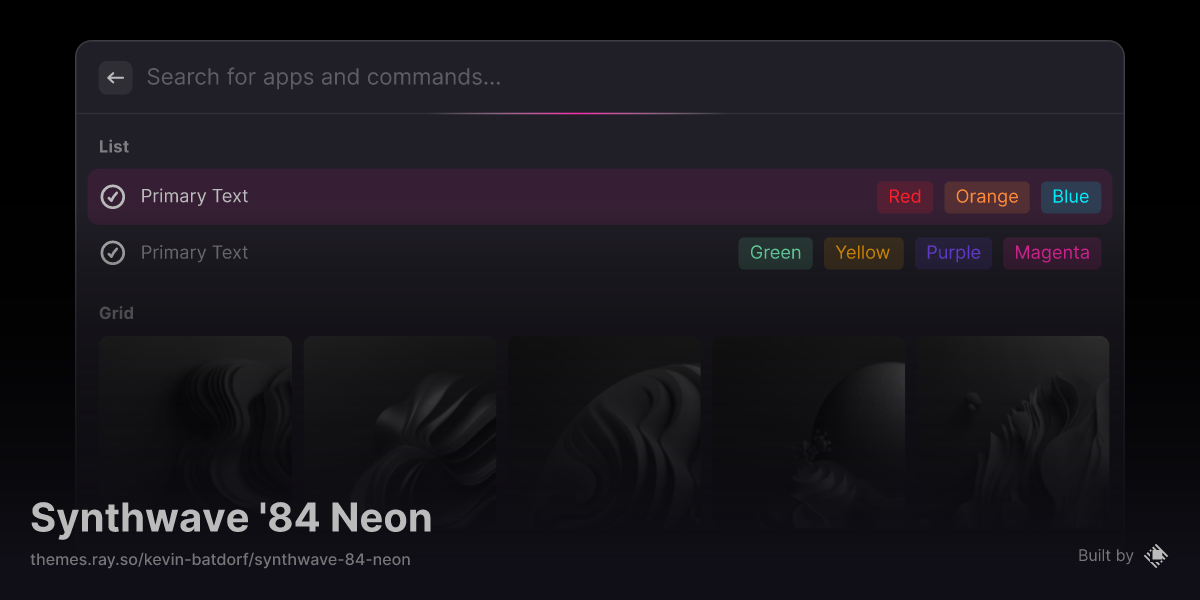 Search for apps and commands...
List
Primary Text Red Orange Blue
Primary Text Green Yellow Purple Magenta
Grid
Synthwave '84 Neon
themes.ray.so/kevin-batdorf/synthwave-84-neon
Built by